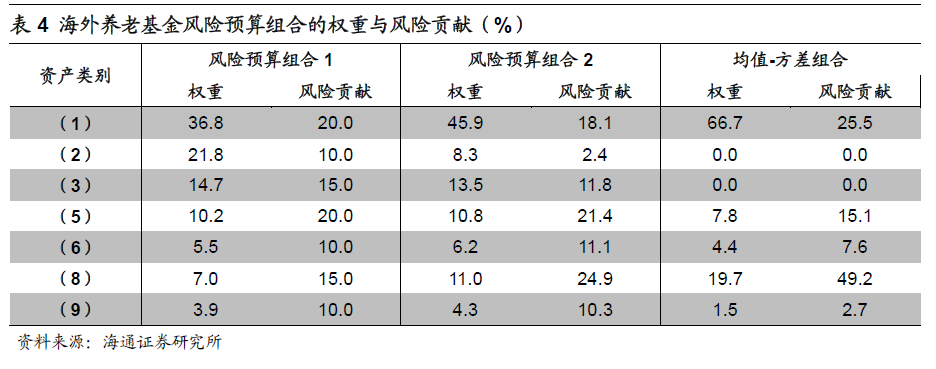 表 4 海外养老基金风险预算组合的权重与风险贡献（%）
资产类别 风险预算组合 1 风险预算组合 2 均值-方差组合
权重 风险贡献 权重 风险贡献 权重 风险贡献
（1） 36.8 20.0 45.9 18.1 66.7 25.5
（2） 21.8 10.0 8.3 2.4 0.0 0.0
（3） 14.7 15.0 13.5 11.8 0.0 0.0
（5） 10.2 20.0 10.8 21.4 7.8 15.1
（6） 5.5 10.0 6.2 11.1 4.4 7.6
（8） 7.0 15.0 11.0 24.9 19.7 49.2
（9） 3.9 10.0 4.3 10.3 1.5 2.7
资料来源：海通证券研究所